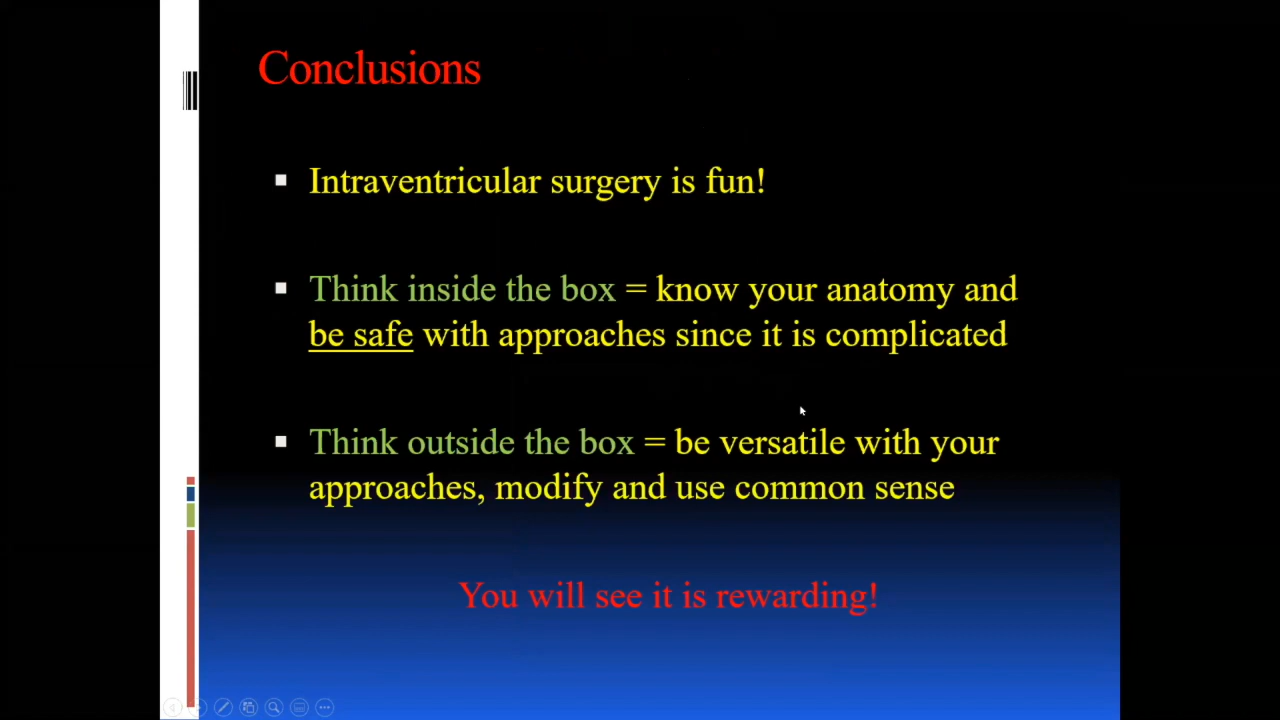 Conclusions
Intraventricular surgery is fun!
Think inside the box = know your anatomy and
be safe with approaches since it is complicated
Think outside the box = be versatile with your
approaches, modify and use common sense
You will see it is rewarding!